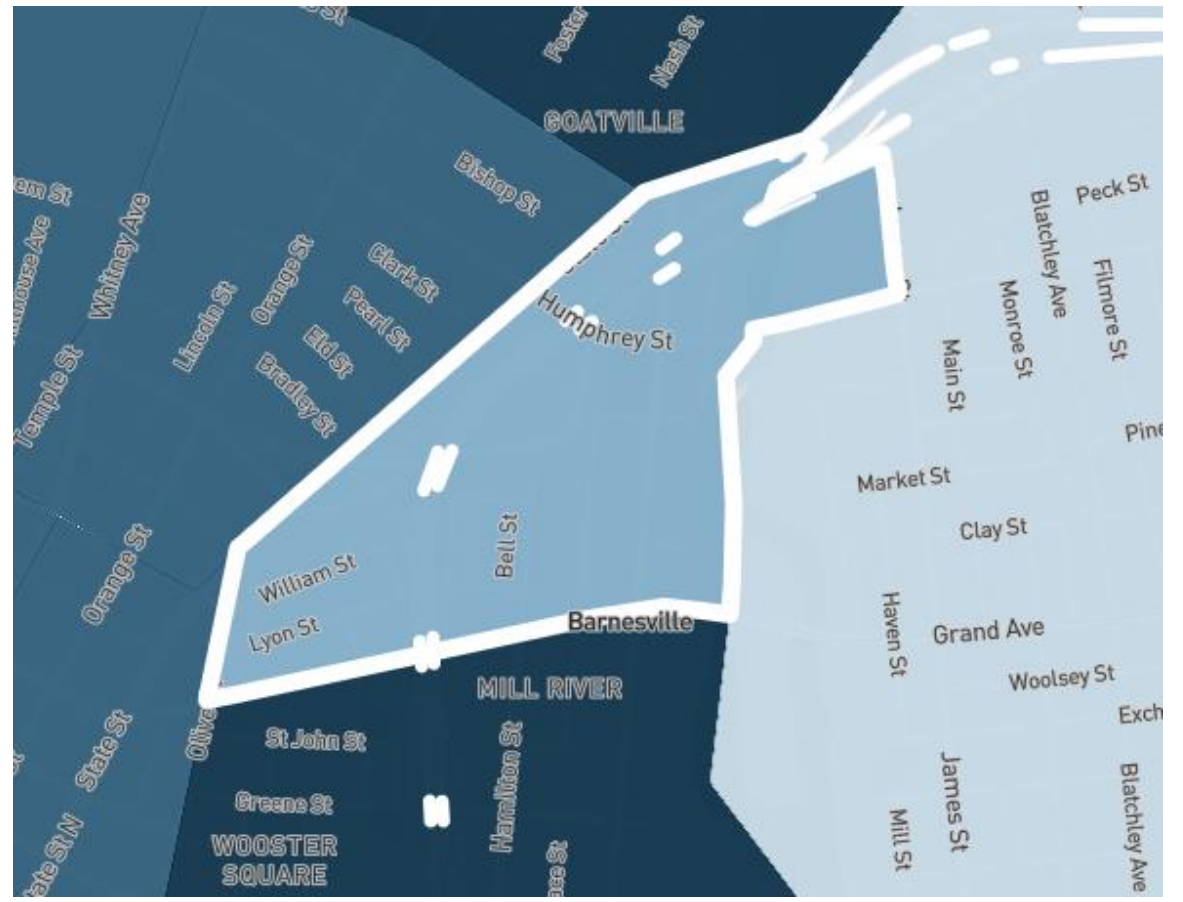 Foster
Nash St
GOATVILLE
Bishop St
em St
Whitney Ave
Peck St
Blatchley Ave
Orange St
Clark St
Filmore St
Lincoln St
Pearl St
Monroe St
Humphrey St
Eld St
Bradley St
Main St
Temple St
Pine
Market St
Clay St
Bell St
Orange St
William St
Lyon St
Barnesville
Haven St
Grand Ave
Woolsey St
MILL RIVER
Exch
Olive
State St
St John St
Hamilton St
James St
Blatchley Ave
Greene St
Mill St
WOOSTER
SQUARE
tate St N
ace St